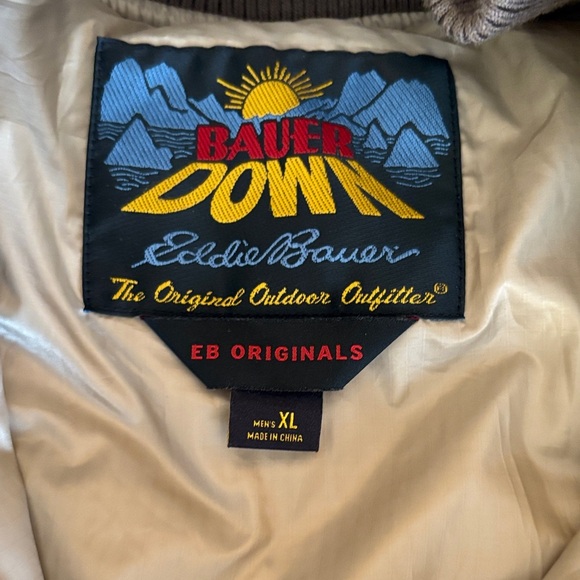 BAUER
DOWN
Eddie Bauer
The Original Outdoor Outfitter®
EB ORIGINALS
MEN'S XL
MADE IN CHINA